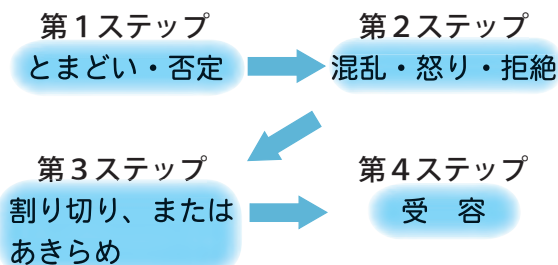 第１ステップ
とまどい・否定
第２ステップ
混乱・怒り・拒絶
第３ステップ
割り切り、または
あきらめ
第４ステップ
受　容